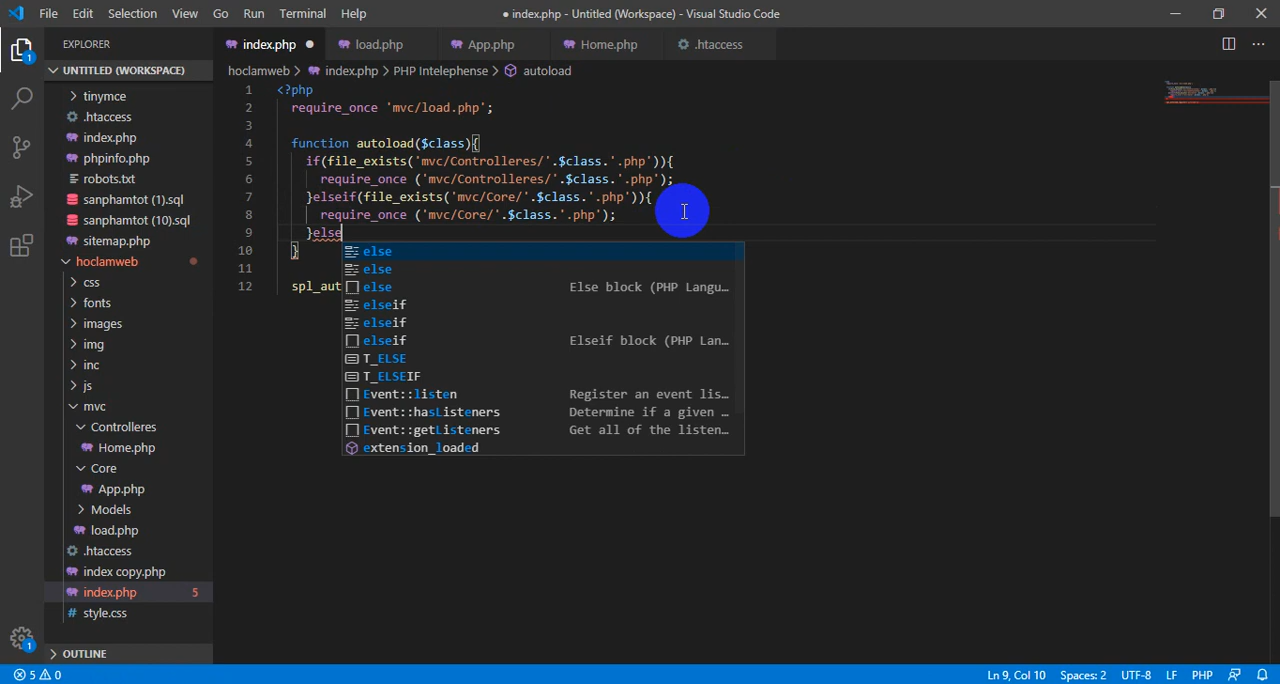 File Edit Selection View Go Run Terminal Help
● index.php - Untitled (Workspace) - Visual Studio Code
EXPLORER
index.php ● load.php App.php Home.php .htaccess
UNTITLED (WORKSPACE)
hoclamweb > index.php > PHP Intelephense > autoload
tinymce
.htaccess
index.php
phpinfo.php
robots.txt
sanphamtot (1).sql
sanphamtot (10).sql
sitemap.php
hoclamweb
css
fonts
images
img
inc
js
mvc
Controlleres
Home.php
Core
App.php
Models
load.php
.htaccess
index copy.php
index.php 5
style.css
OUTLINE
1 <?php
2 require_once 'mvc/load.php';
3
4 function autoload($class){
5 if(file_exists('mvc/Controlleres/'.$class.'.php')){
6 require_once ('mvc/Controlleres/'.$class.'.php');
7 }elseif(file_exists('mvc/Core/'.$class.'.php')){
8 require_once ('mvc/Core/'.$class.'.php');
9 }else
10 }
11
12 spl_aut
else
else
else Else block (PHP Langu…
elseif
elseif
elseif Elseif block (PHP Lan…
T_ELSE
T_ELSEIF
Event::listen Register an event lis…
Event::hasListeners Determine if a given …
Event::getListeners Get all of the listen…
extension_loaded
1
1
5 0
Ln 9, Col 10 Spaces: 2 UTF-8 LF PHP